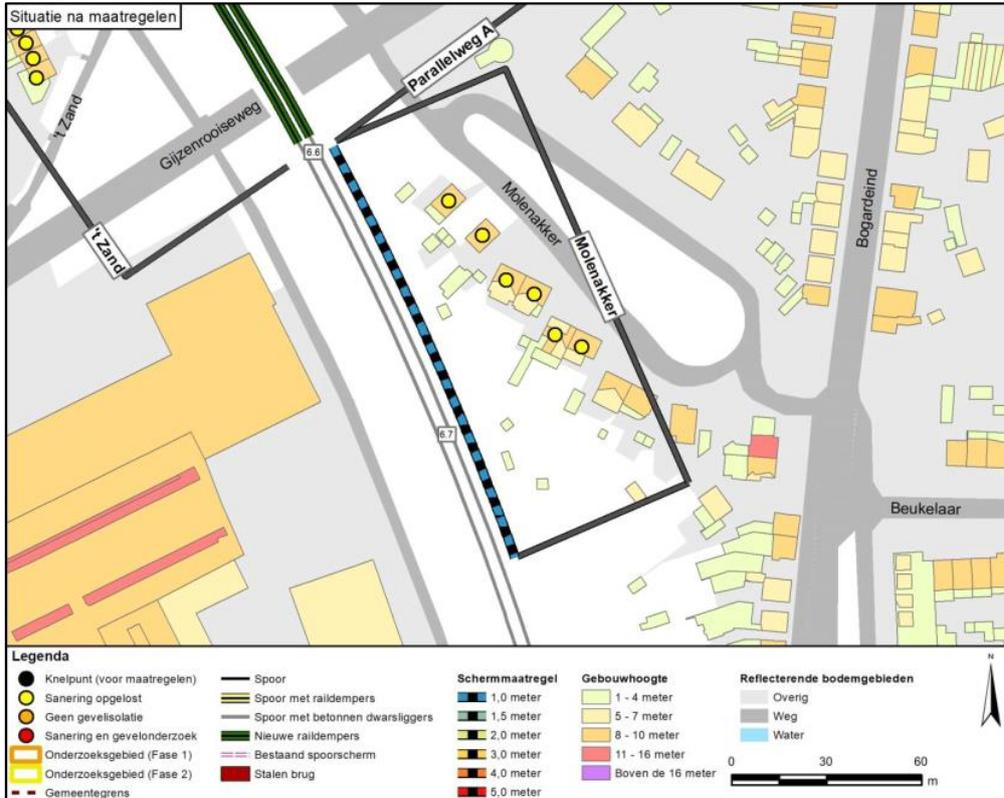 Situatie na maatregelen
't Zand
Gijzenrooiseweg
Parallelweg A
't Zand
6.6
Molenakker
Molenakker
Bogardeind
6.7
Beukelaar
Legenda
Knelpunt (voor maatregelen)
Sanering opgelost
Geen gevelisolatie
Sanering en gevelonderzoek
Onderzoeksgebied (Fase 1)
Onderzoeksgebied (Fase 2)
Gemeentegrens
Spoor
Spoor met raildempers
Spoor met betonnen dwarsliggers
Nieuwe raildempers
Bestaand spoorscherm
Stalen brug
Schermmaatregel
1,0 meter
1,5 meter
2,0 meter
3,0 meter
4,0 meter
5,0 meter
Gebouwhoogte
1 - 4 meter
5 - 7 meter
8 - 10 meter
11 - 16 meter
Boven de 16 meter
Reflecterende bodemgebieden
Overig
Weg
Water
N
0 30 60
m